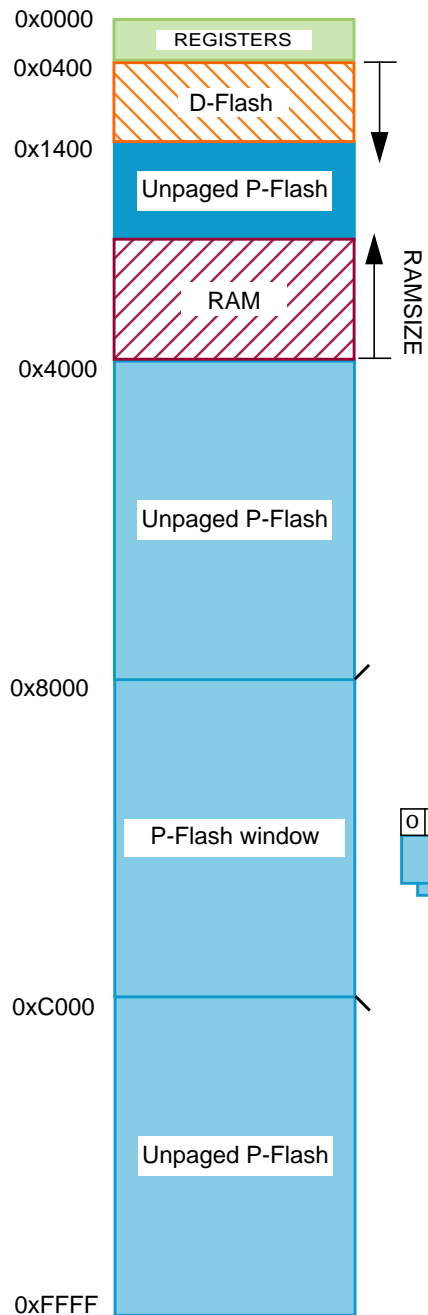 0x0000
REGISTERS
0x0400
D-Flash
0x1400
Unpaged P-Flash
RAM
RAMSIZE
0x4000
Unpaged P-Flash
0x8000
P-Flash window
0
0xC000
Unpaged P-Flash
0xFFFF